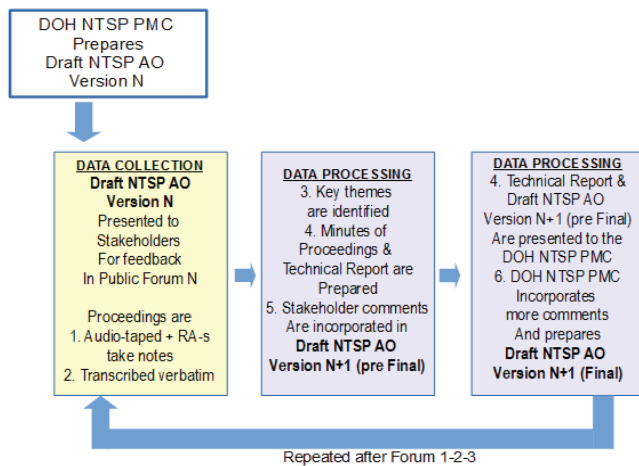 DOH NTSP PMC
Prepares
Draft NTSP AO
Version N
DATA COLLECTION
Draft NTSP AO
Version N
Presented to
Stakeholders
For feedback
In Public Forum N
Proceedings are
1. Audio-taped + RA-s
take notes
2. Transcribed verbatim
DATA PROCESSING
3. Key themes
are identified
4. Minutes of
Proceedings &
Technical Report are
Prepared
5. Stakeholder comments
Are incorporated in
Draft NTSP AO
Version N+1 (pre Final)
DATA PROCESSING
4. Technical Report &
Draft NTSP AO
Version N+1 (pre Final)
Are presented to the
DOH NTSP PMC
6. DOH NTSP PMC
Incorporates
more comments
And prepares
Draft NTSP AO
Version N+1 (Final)
Repeated after Forum 1-2-3